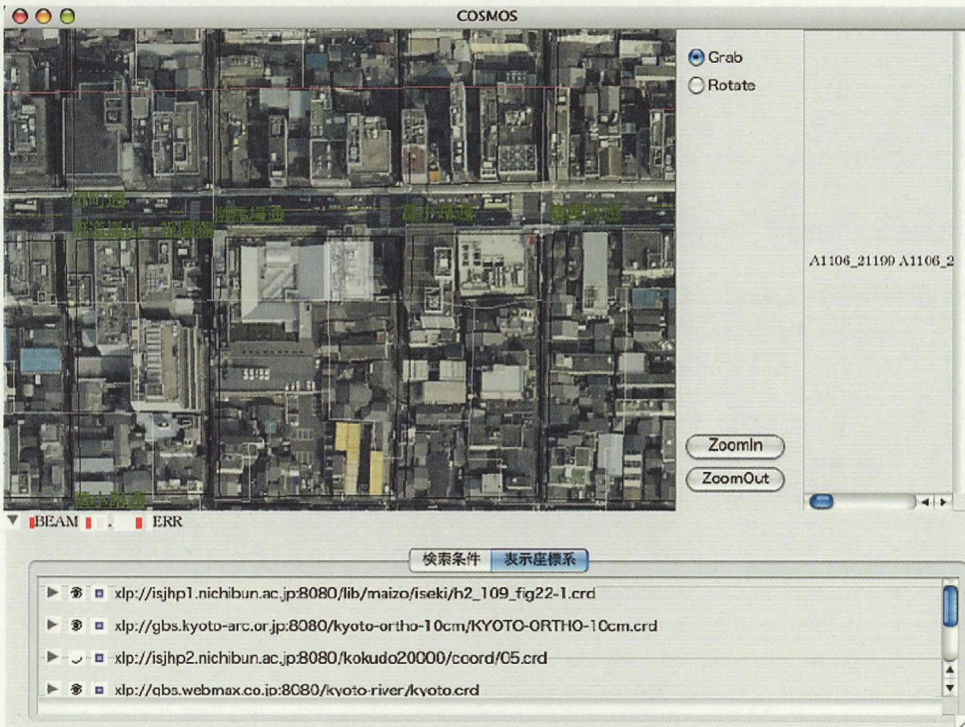 COSMOS
Grab
Rotate
A1106_21199 A1106_2
ZoomIn
ZoomOut
BEAM . ERR
検索条件 表示座標系
xlp://isjhp1.nichibun.ac.jp:8080/lib/maizo/iseki/h2_109_fig22-1.crd
xlp://gbs.kyoto-arc.or.jp:8080/kyoto-ortho-10cm/KYOTO-ORTHO-10cm.crd
xlp://isjhp2.nichibun.ac.jp:8080/kokudo20000/coord/05.crd
xlp://gbs.webmax.co.jp:8080/kyoto-river/kyoto.crd